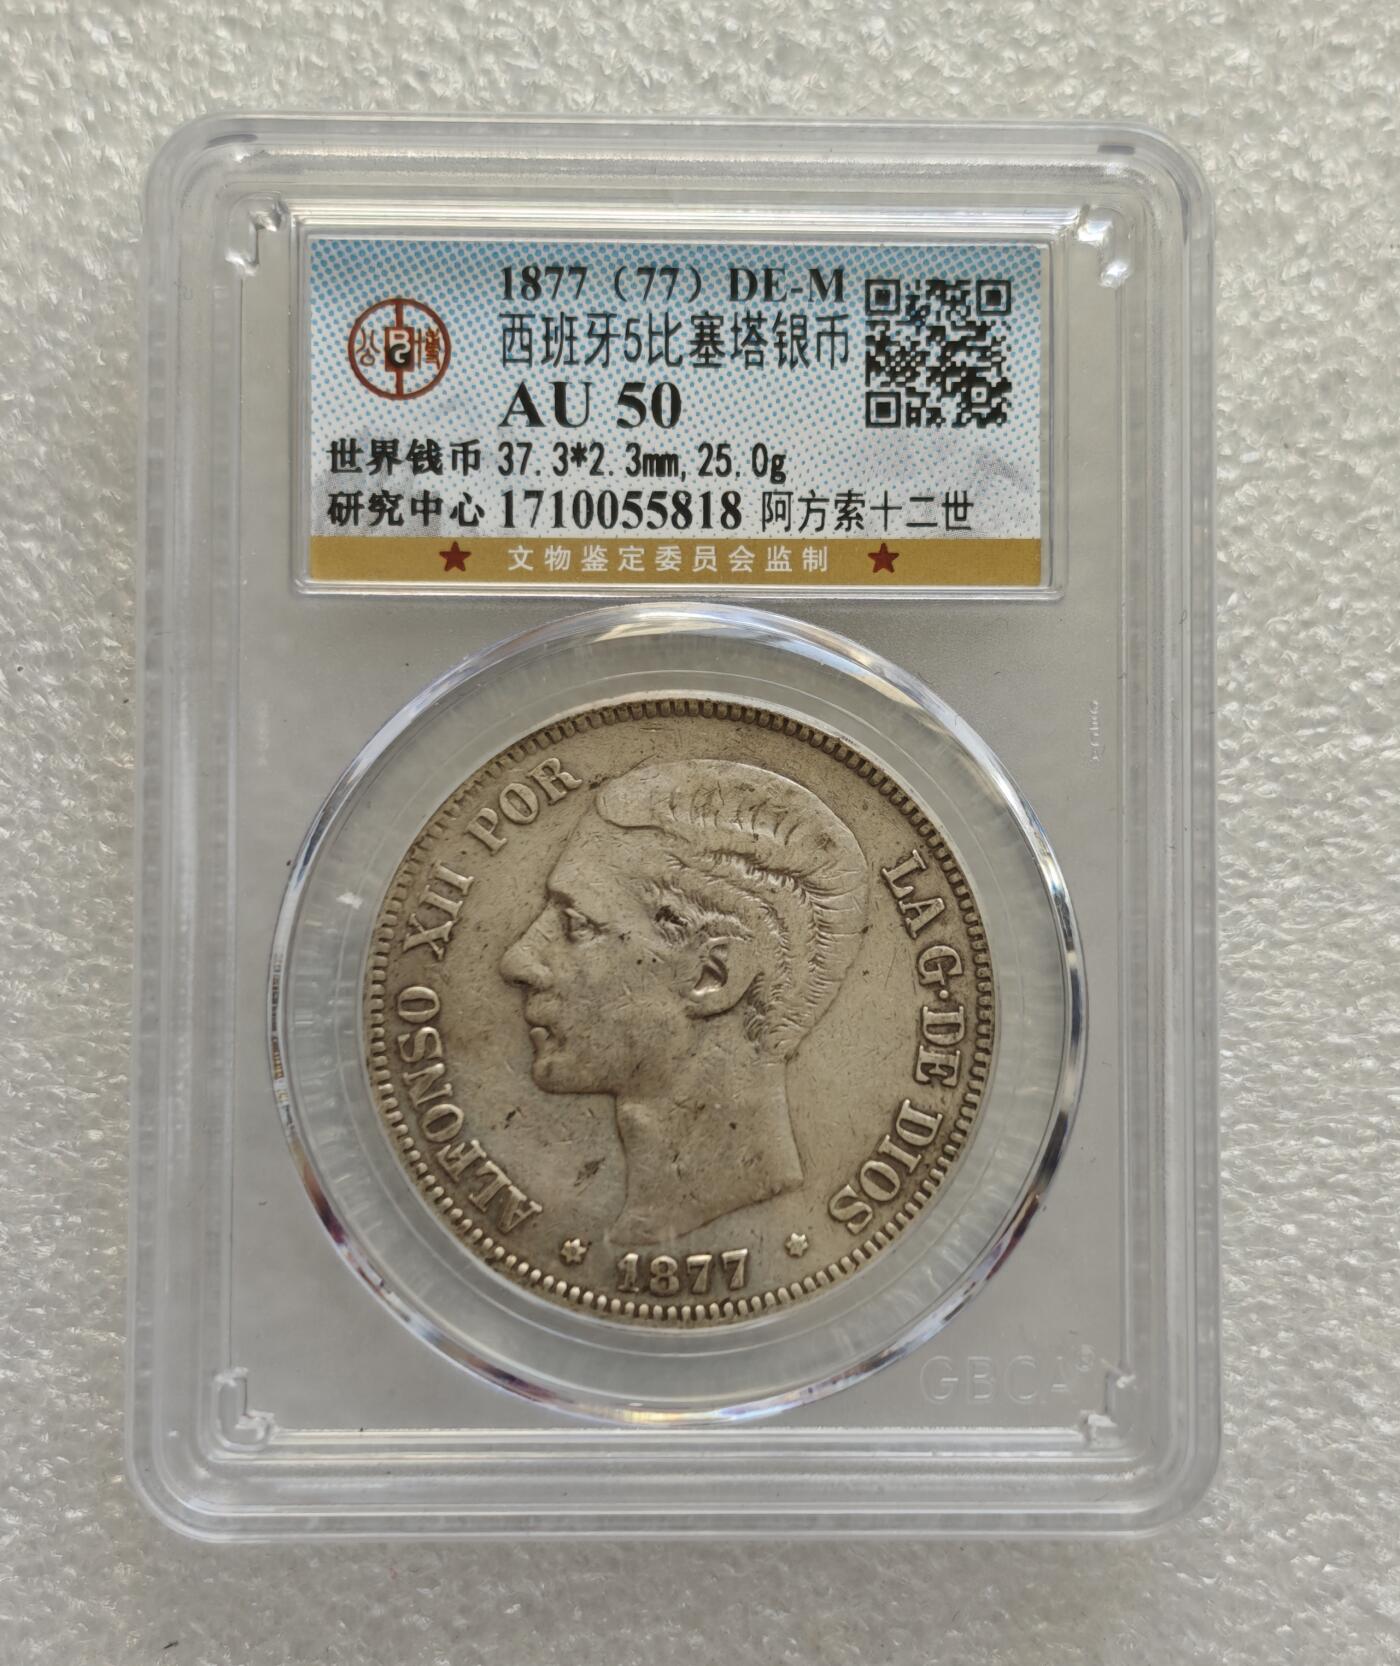 1877（77）DE-M
西班牙5比塞塔银币
AU 50
世界钱币 37.3*2.3mm,25.0g
研究中心 1710055818 阿方索十二世
公博
★ 文物鉴定委员会监制 ★
ALFONSO XII POR LA G·DE DIOS
* 1877 *
GBCA®